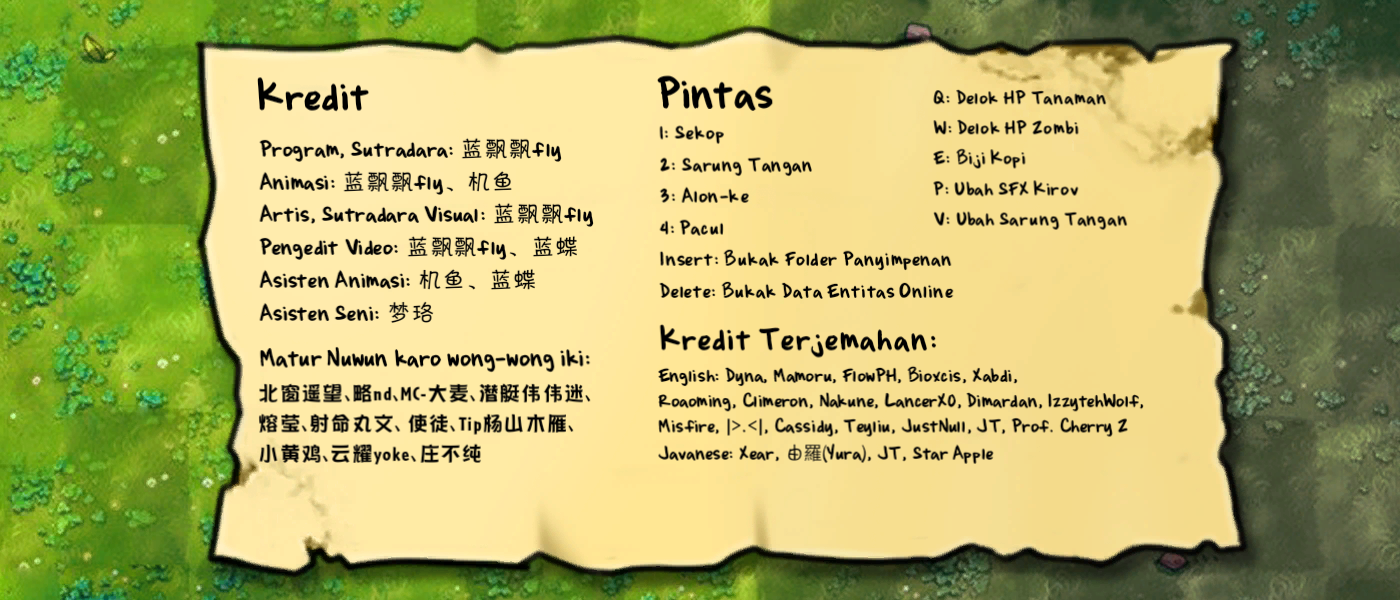 Kredit
Program, Sutradara: 蓝飘飘fly
Animasi: 蓝飘飘fly、机鱼
Artis, Sutradara Visual: 蓝飘飘fly
Pengedit Video: 蓝飘飘fly、蓝蝶
Asisten Animasi: 机鱼、蓝蝶
Asisten Seni: 梦珞
Matur Nuwun karo wong-wong iki:
北窗遥望、略nd、MC-大麦、潜艇伟伟迷、
熔莹、射命丸文、使徒、Tip杨山木雁、
小黄鸡、云耀yoke、庄不纯
Pintas
1: Sekop
2: Sarung Tangan
3: Alon-ke
4: Pacul
Insert: Bukak Folder Panyimpenan
Delete: Bukak Data Entitas Online
Q: Delok HP Tanaman
W: Delok HP Zombi
E: Biji Kopi
P: Ubah SFX Kirov
V: Ubah Sarung Tangan
Kredit Terjemahan:
English: Dyna, Mamoru, FlowPH, Bioxcis, Xabdi,
Roaoming, Climeron, Nakune, LancerXO, Dimardan, IzzytehWolf,
Misfire, |>.<|, Cassidy, Teyliu, JustNull, JT, Prof. Cherry Z
Javanese: Xear, 由羅(Yura), JT, Star Apple